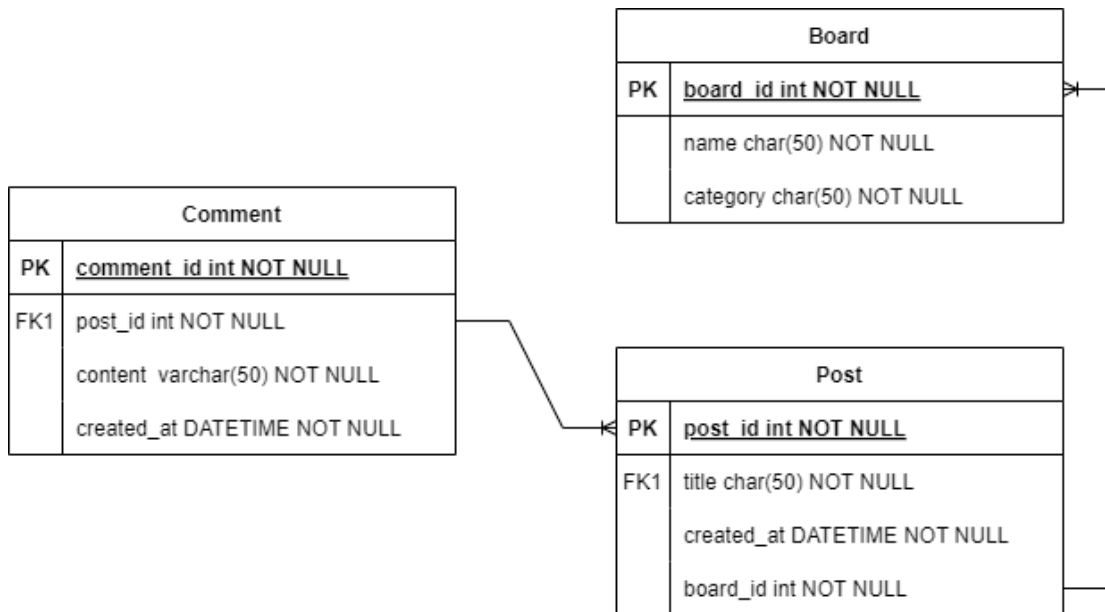 Board
PK board_id int NOT NULL
name char(50) NOT NULL
category char(50) NOT NULL
Comment
PK comment_id int NOT NULL
FK1 post_id int NOT NULL
content varchar(50) NOT NULL
created_at DATETIME NOT NULL
Post
PK post_id int NOT NULL
FK1 title char(50) NOT NULL
created_at DATETIME NOT NULL
board_id int NOT NULL